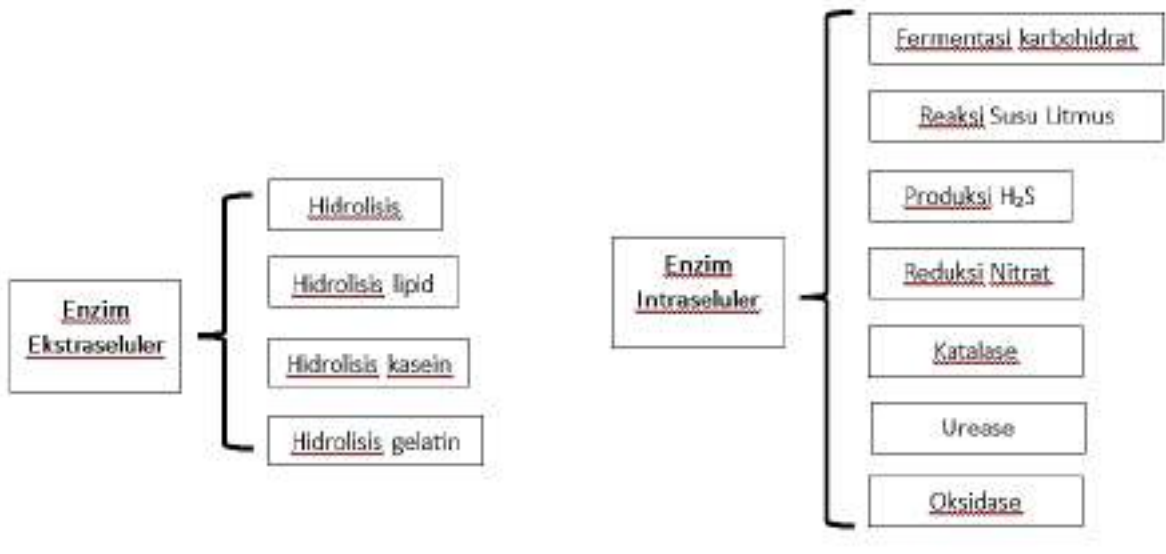 Enzim
Ekstraseluler
Hidrolisis
Hidrolisis lipid
Hidrolisis kasein
Hidrolisis gelatin
Enzim
Intraseluler
Fermentasi karbohidrat
Reaksi Susu Litmus
Produksi H₂S
Reduksi Nitrat
Katalase
Urease
Oksidase